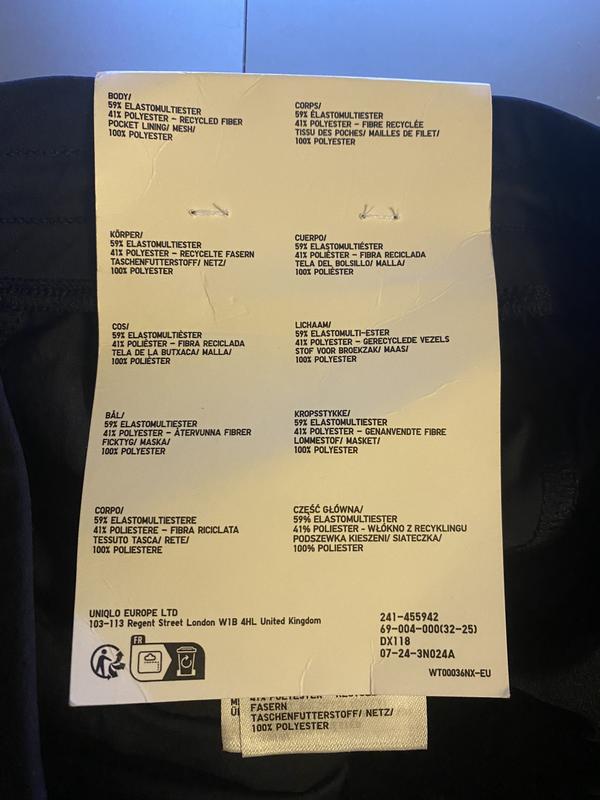 BODY/
59% ELASTOMULTIESTER
41% POLYESTER – RECYCLED FIBER
POCKET LINING/ MESH/
100% POLYESTER
CORPS/
59% ÉLASTOMULTIESTER
41% POLYESTER – FIBRE RECYCLÉE
TISSU DES POCHES/ MAILLES DE FILET/
100% POLYESTER
KÖRPER/
59% ELASTOMULTIESTER
41% POLYESTER – RECYCELTE FASERN
TASCHENFUTTERSTOFF/ NETZ/
100% POLYESTER
CUERPO/
59% ELASTOMULTIÉSTER
41% POLIÉSTER – FIBRA RECICLADA
TELA DEL BOLSILLO/ MALLA/
100% POLIÉSTER
COS/
59% ELASTOMULTIÈSTER
41% POLIÈSTER – FIBRA RECICLADA
TELA DE LA BUTXACA/ MALLA/
100% POLIÈSTER
LICHAAM/
59% ELASTOMULTI-ESTER
41% POLYESTER – GERECYCLEDE VEZELS
STOF VOOR BROEKZAK/ MAAS/
100% POLYESTER
BÅL/
59% ELASTOMULTIESTER
41% POLYESTER – ÅTERVUNNA FIBRER
FICKTYG/ MASKA/
100% POLYESTER
KROPSSTYKKE/
59% ELASTOMULTIESTER
41% POLYESTER – GENANVENDTE FIBRE
LOMMESTOF/ MASKET/
100% POLYESTER
CORPO/
59% ELASTOMULTIESTERE
41% POLIESTERE – FIBRA RICICLATA
TESSUTO TASCA/ RETE/
100% POLIESTERE
CZĘŚĆ GŁÓWNA/
59% ELASTOMULTIESTER
41% POLIESTER - WŁÓKNO Z RECYKLINGU
PODSZEWKA KIESZENI/ SIATECZKA/
100% POLIESTER
UNIQLO EUROPE LTD
103-113 Regent Street London W1B 4HL United Kingdom
FR
241-455942
69-004-000(32-25)
DX118
07-24-3N024A
WT00036NX-EU
41% POLYESTER
FASERN
TASCHENFUTTERSTOFF/ NETZ/
100% POLYESTER